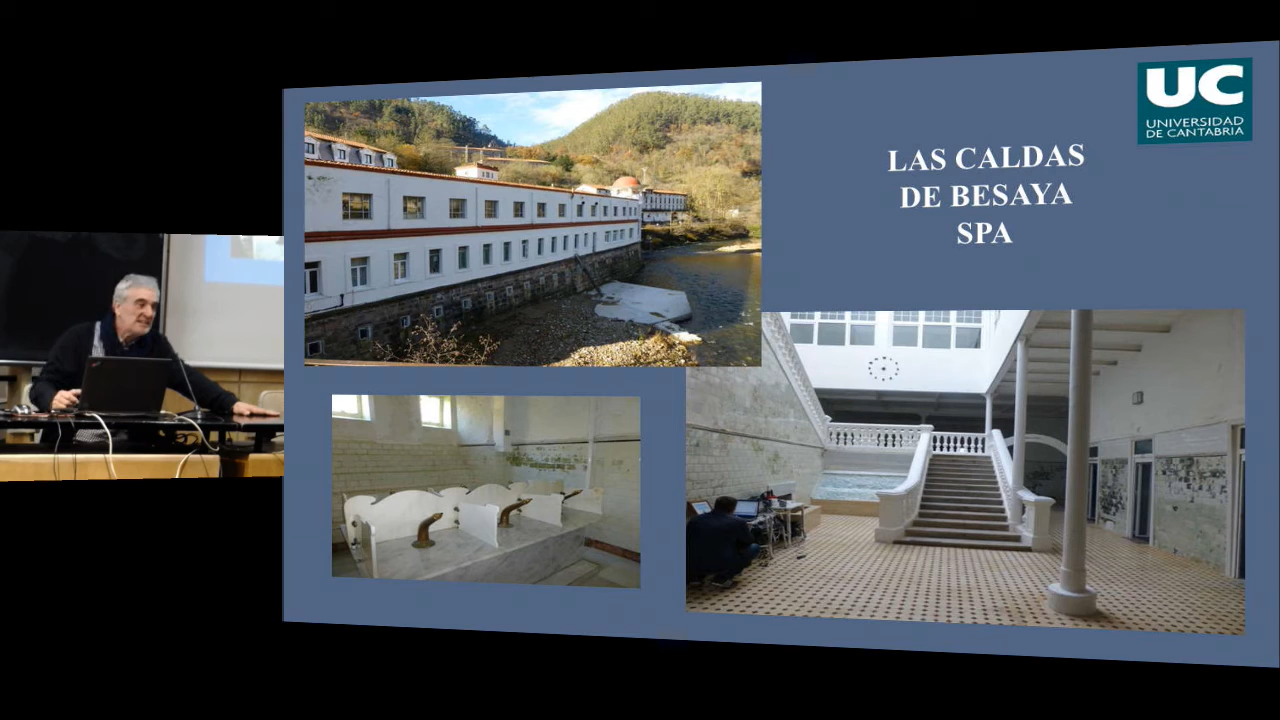 UC
UNIVERSIDAD
DE CANTABRIA
LAS CALDAS
DE BESAYA
SPA